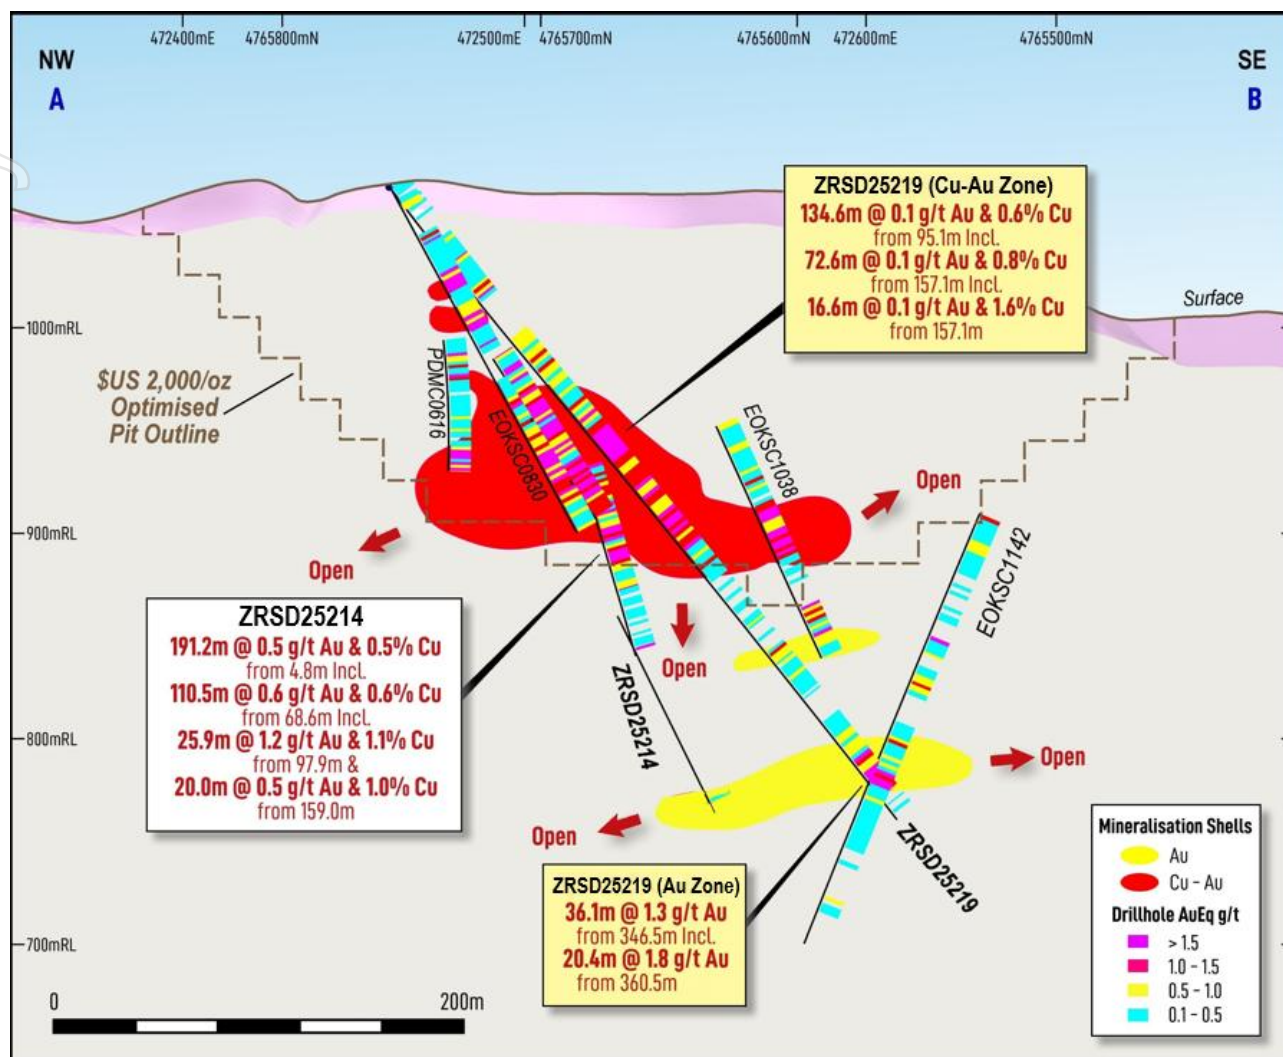 472400mE
4765800mN
472500mE
4765700mN
4765600mN
472600mE
4765500mN
NW
A
SE
B
ZRSD25219 (Cu-Au Zone)
134.6m @ 0.1 g/t Au & 0.6% Cu
from 95.1m Incl.
72.6m @ 0.1 g/t Au & 0.8% Cu
from 157.1m Incl.
16.6m @ 0.1 g/t Au & 1.6% Cu
from 157.1m
Surface
1000mRL
$US 2,000/oz
Optimised
Pit Outline
PDMC0616
EOKSC0830
EOKSC1038
Open
900mRL
Open
EOKSC1142
ZRSD25214
191.2m @ 0.5 g/t Au & 0.5% Cu
from 4.8m Incl.
110.5m @ 0.6 g/t Au & 0.6% Cu
from 68.6m Incl.
25.9m @ 1.2 g/t Au & 1.1% Cu
from 97.9m &
20.0m @ 0.5 g/t Au & 1.0% Cu
from 159.0m
Open
ZRSD25214
800mRL
Open
Open
ZRSD25219
ZRSD25219 (Au Zone)
36.1m @ 1.3 g/t Au
from 346.5m Incl.
20.4m @ 1.8 g/t Au
from 360.5m
700mRL
0
200m
Mineralisation Shells
Au
Cu - Au
Drillhole AuEq g/t
> 1.5
1.0 - 1.5
0.5 - 1.0
0.1 - 0.5